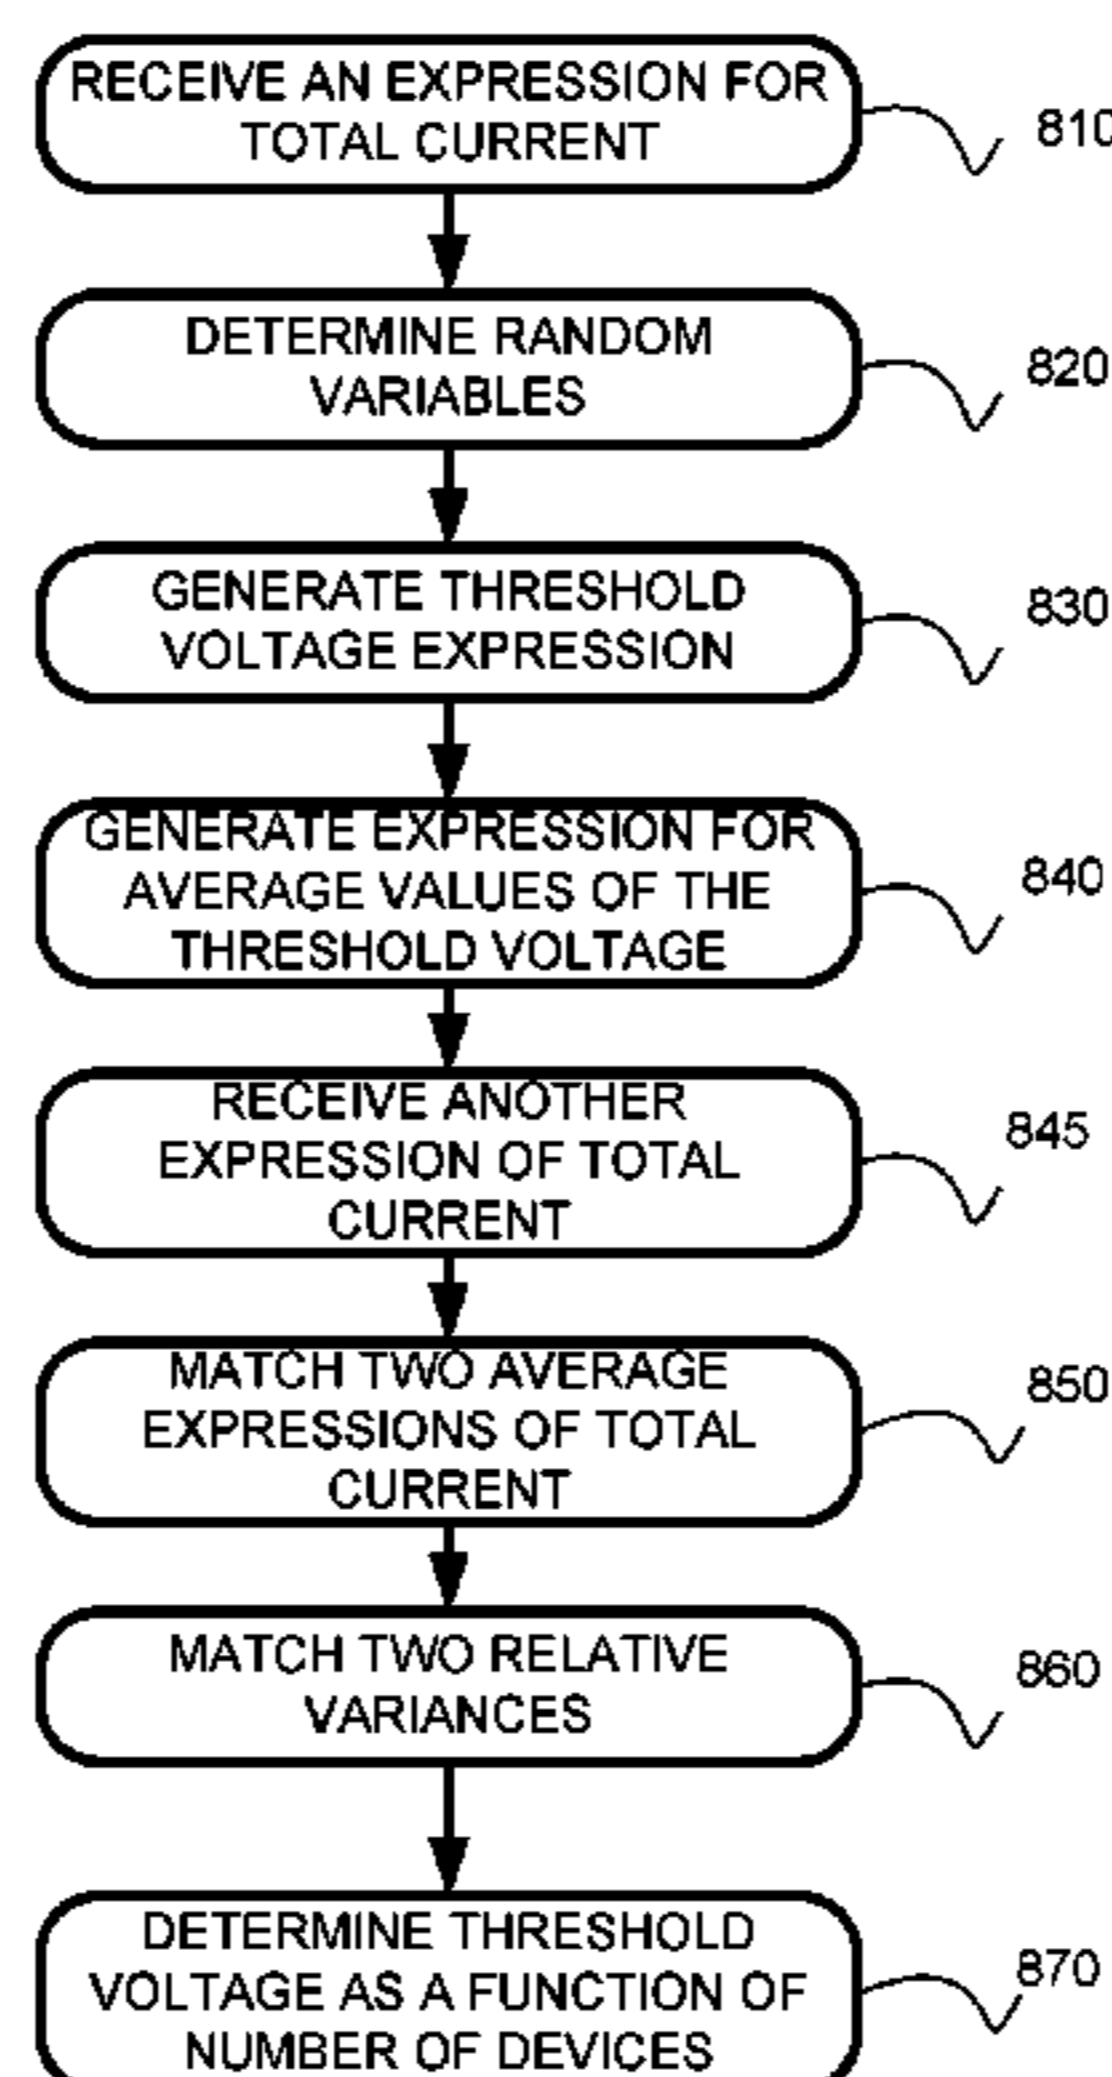 RECEIVE AN EXPRESSION FOR
TOTAL CURRENT
810
DETERMINE RANDOM
VARIABLES
820
GENERATE THRESHOLD
VOLTAGE EXPRESSION
830
GENERATE EXPRESSION FOR
AVERAGE VALUES OF THE
THRESHOLD VOLTAGE
840
RECEIVE ANOTHER
EXPRESSION OF TOTAL
CURRENT
845
MATCH TWO AVERAGE
EXPRESSIONS OF TOTAL
CURRENT
850
MATCH TWO RELATIVE
VARIANCES
860
DETERMINE THRESHOLD
VOLTAGE AS A FUNCTION OF
NUMBER OF DEVICES
870